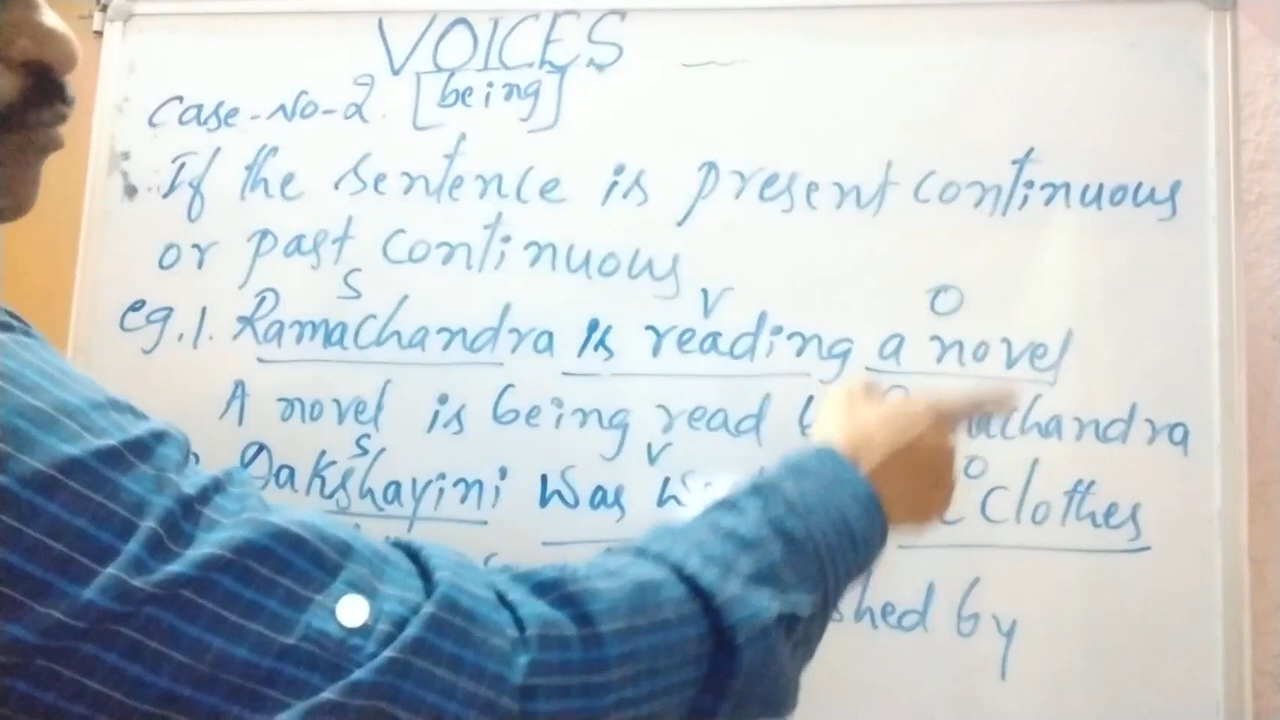 VOICES
Case-No-2. [being]
If the sentence is present continuous
or past continuous
S V O
eg.1. Ramachandra is reading a novel
A novel is being read
S V O
Dakshayini was clothes
by